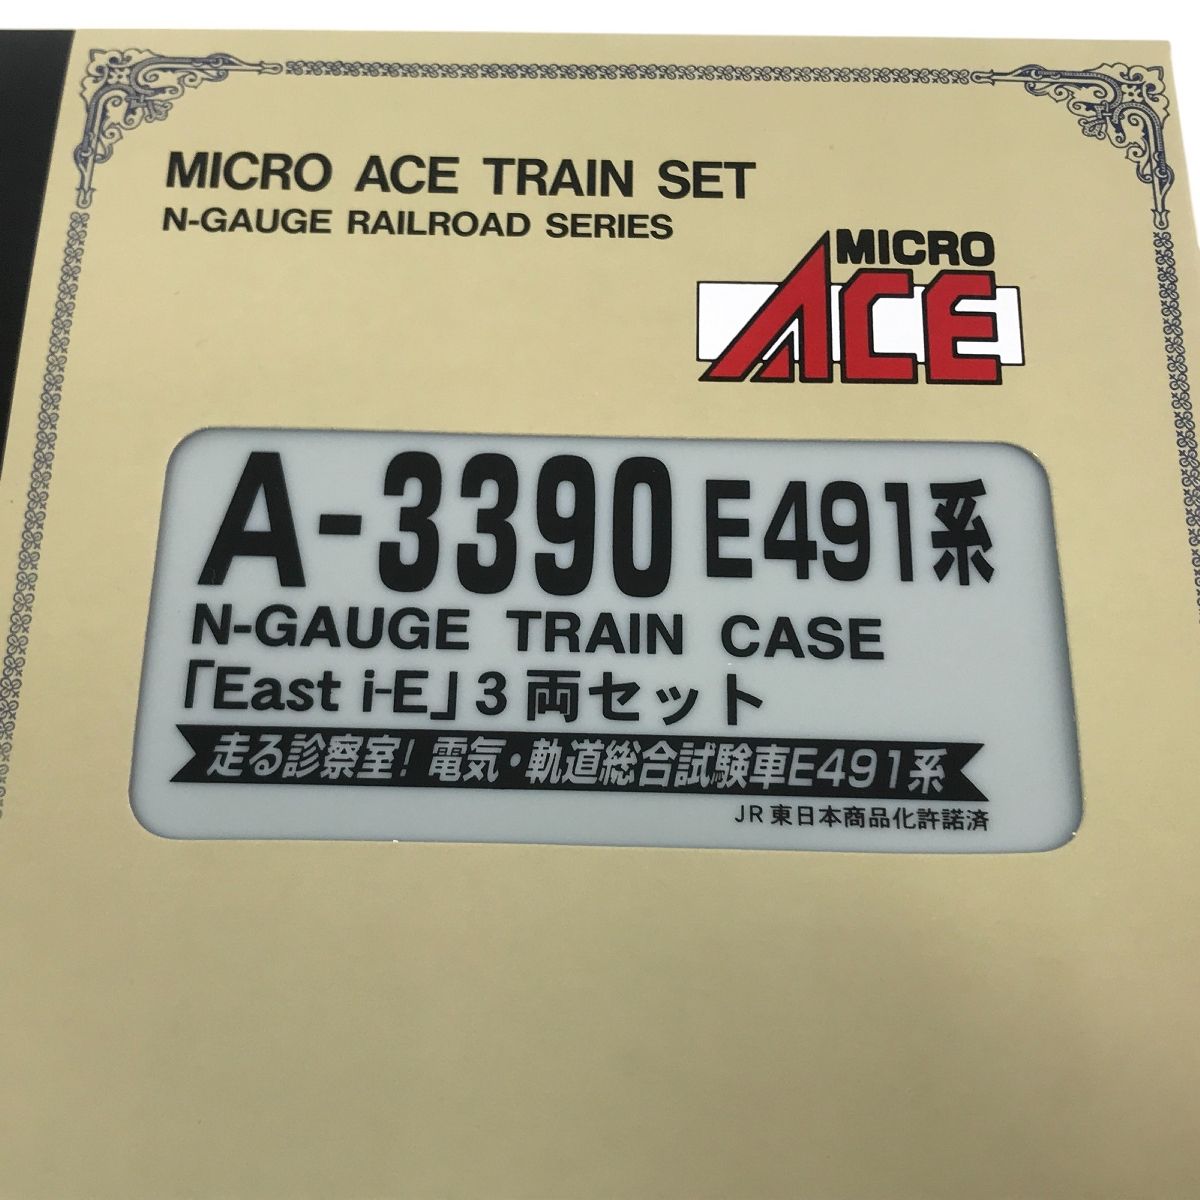 MICRO ACE TRAIN SET
N-GAUGE RAILROAD SERIES
MICRO
ACE
A-3390 E491系
N-GAUGE TRAIN CASE
「East i-E」3両セット
走る診察室!電気・軌道総合試験車E491系
JR東日本商品化許諾済